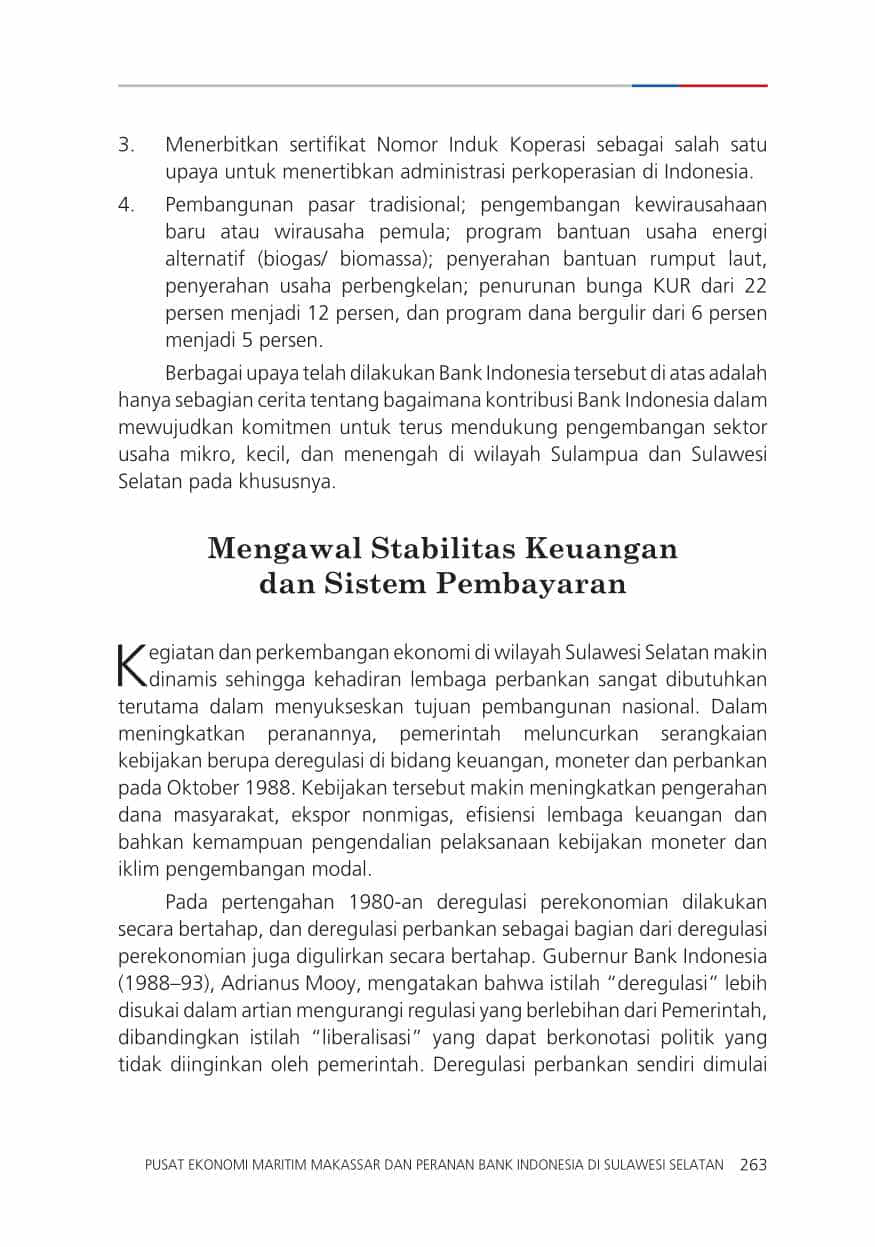 3. Menerbitkan sertifikat Nomor Induk Koperasi sebagai salah satu
upaya untuk menertibkan administrasi perkoperasian di Indonesia.
4. Pembangunan pasar tradisional; pengembangan kewirausahaan
baru atau wirausaha pemula; program bantuan usaha energi
alternatif (biogas/ biomassa); penyerahan bantuan rumput laut,
penyerahan usaha perbengkelan; penurunan bunga KUR dari 22
persen menjadi 12 persen, dan program dana bergulir dari 6 persen
menjadi 5 persen.
Berbagai upaya telah dilakukan Bank Indonesia tersebut di atas adalah
hanya sebagian cerita tentang bagaimana kontribusi Bank Indonesia dalam
mewujudkan komitmen untuk terus mendukung pengembangan sektor
usaha mikro, kecil, dan menengah di wilayah Sulampua dan Sulawesi
Selatan pada khususnya.
Mengawal Stabilitas Keuangan
dan Sistem Pembayaran
Kegiatan dan perkembangan ekonomi di wilayah Sulawesi Selatan makin
dinamis sehingga kehadiran lembaga perbankan sangat dibutuhkan
terutama dalam menyukseskan tujuan pembangunan nasional. Dalam
meningkatkan peranannya, pemerintah meluncurkan serangkaian
kebijakan berupa deregulasi di bidang keuangan, moneter dan perbankan
pada Oktober 1988. Kebijakan tersebut makin meningkatkan pengerahan
dana masyarakat, ekspor nonmigas, efisiensi lembaga keuangan dan
bahkan kemampuan pengendalian pelaksanaan kebijakan moneter dan
iklim pengembangan modal.
Pada pertengahan 1980-an deregulasi perekonomian dilakukan
secara bertahap, dan deregulasi perbankan sebagai bagian dari deregulasi
perekonomian juga digulirkan secara bertahap. Gubernur Bank Indonesia
(1988–93), Adrianus Mooy, mengatakan bahwa istilah “deregulasi” lebih
disukai dalam artian mengurangi regulasi yang berlebihan dari Pemerintah,
dibandingkan istilah “liberalisasi” yang dapat berkonotasi politik yang
tidak diinginkan oleh pemerintah. Deregulasi perbankan sendiri dimulai
PUSAT EKONOMI MARITIM MAKASSAR DAN PERANAN BANK INDONESIA DI SULAWESI SELATAN 263